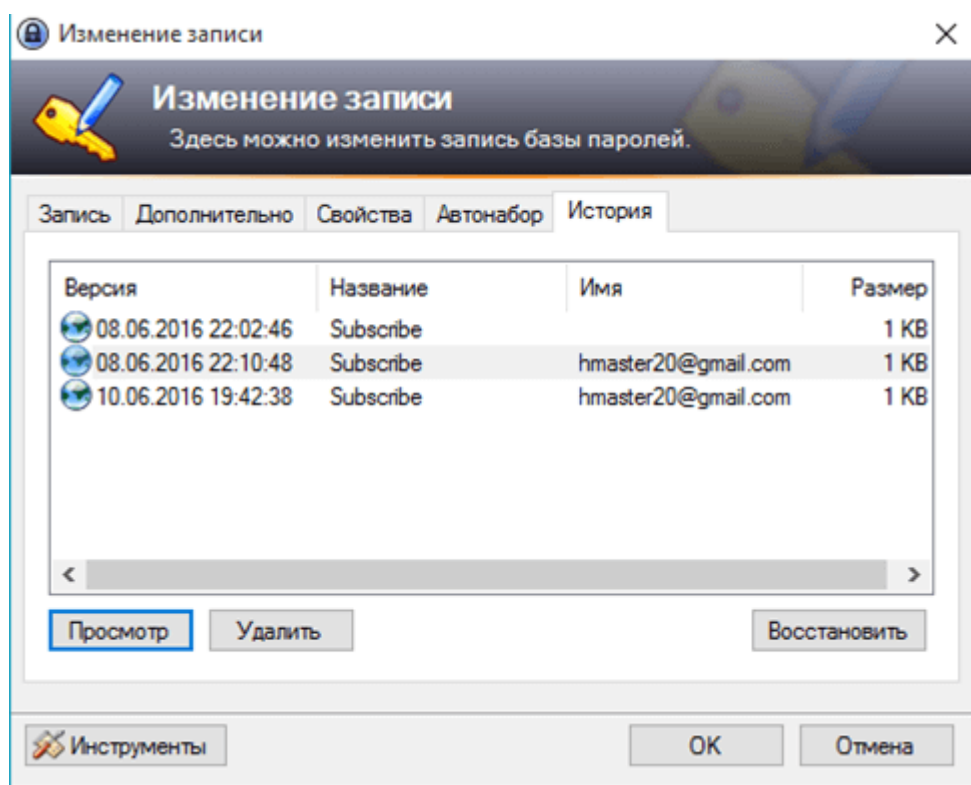 Изменение записи
Изменение записи
Здесь можно изменить запись базы паролей.
Запись Дополнительно Свойства Автонабор История
Версия Название Имя Размер
08.06.2016 22:02:46 Subscribe 1 KB
08.06.2016 22:10:48 Subscribe hmaster20@gmail.com 1 KB
10.06.2016 19:42:38 Subscribe hmaster20@gmail.com 1 KB
Просмотр Удалить Восстановить
Инструменты OK Отмена